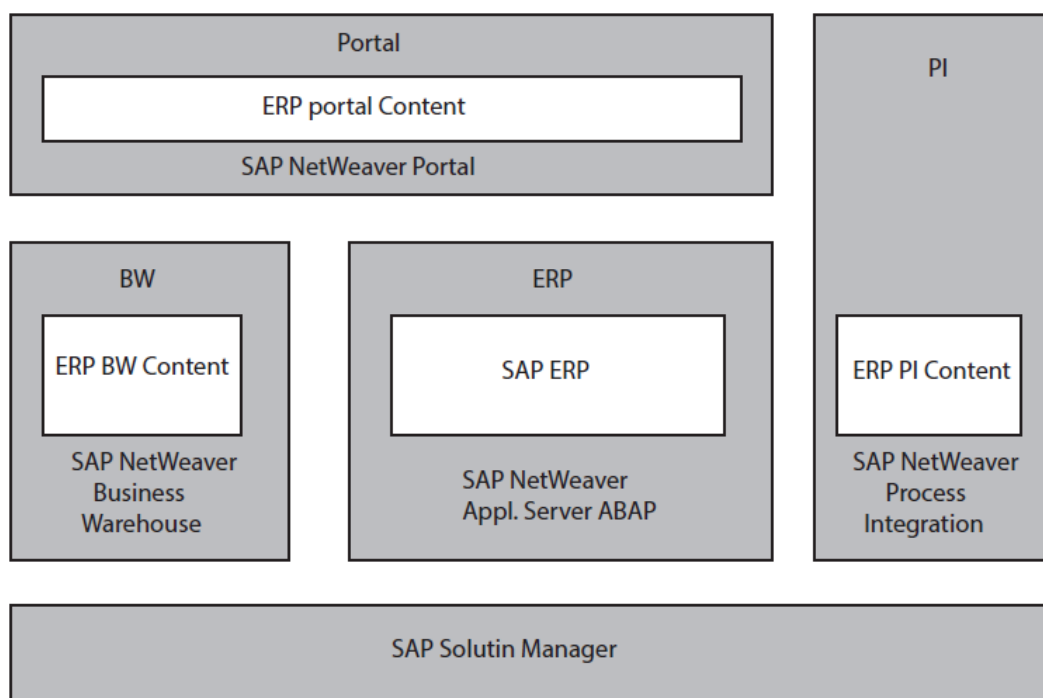 Portal
ERP portal Content
SAP NetWeaver Portal
PI
ERP PI Content
SAP NetWeaver
Process
Integration
BW
ERP BW Content
SAP NetWeaver
Business
Warehouse
ERP
SAP ERP
SAP NetWeaver
Appl. Server ABAP
SAP Solutin Manager